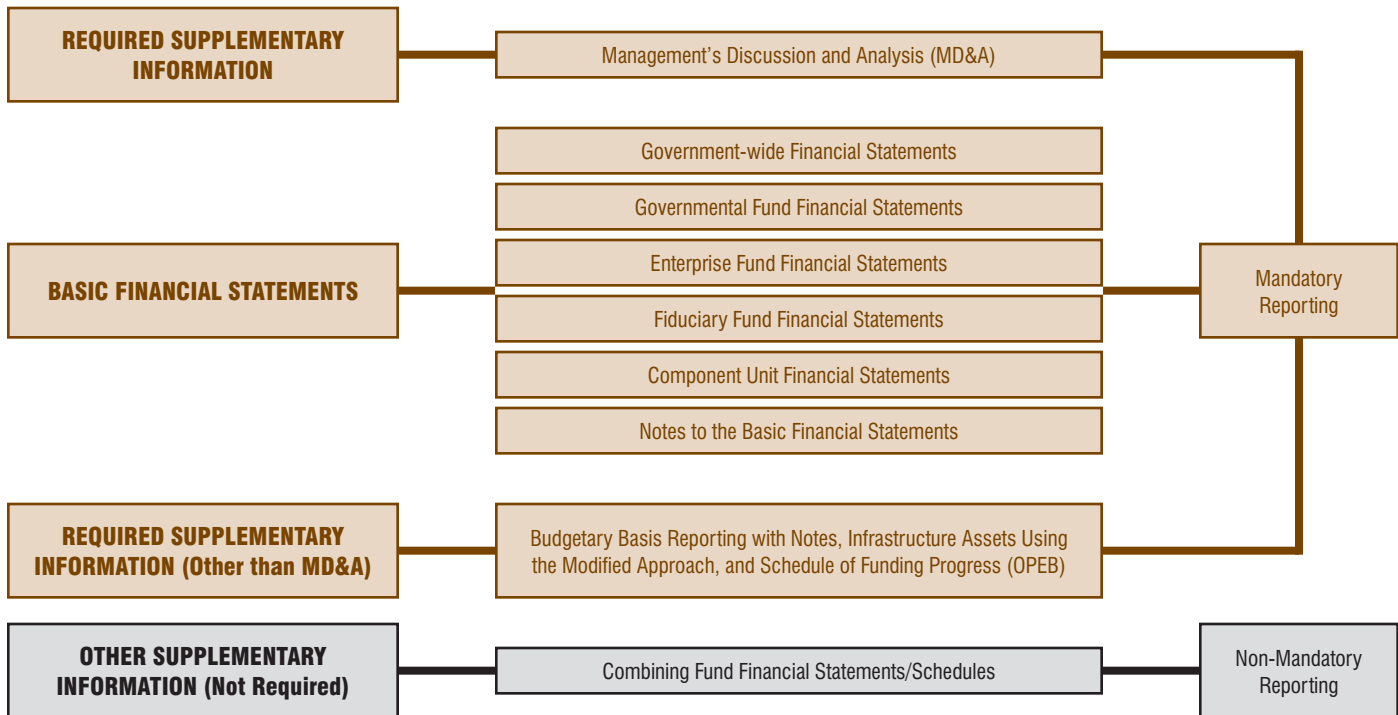 REQUIRED SUPPLEMENTARY
INFORMATION
Management’s Discussion and Analysis (MD&A)
Government-wide Financial Statements
Governmental Fund Financial Statements
BASIC FINANCIAL STATEMENTS
Enterprise Fund Financial Statements
Fiduciary Fund Financial Statements
Component Unit Financial Statements
Notes to the Basic Financial Statements
Mandatory
Reporting
REQUIRED SUPPLEMENTARY
INFORMATION (Other than MD&A)
Budgetary Basis Reporting with Notes, Infrastructure Assets Using
the Modified Approach, and Schedule of Funding Progress (OPEB)
OTHER SUPPLEMENTARY
INFORMATION (Not Required)
Combining Fund Financial Statements/Schedules
Non-Mandatory
Reporting